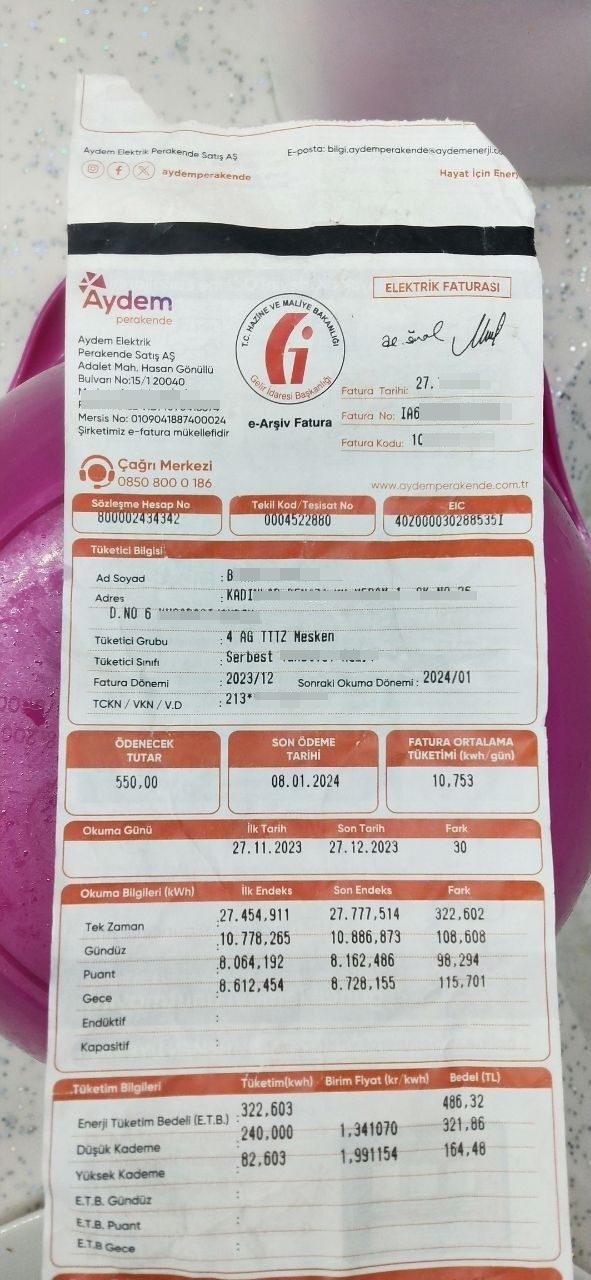 Aydem Elektrik Perakende Satış AŞ
E-posta: bilgi.aydemperakende@aydemenerji.co
aydemperakende
Hayat İçin Enerj
Aydem
perakende
ELEKTRİK FATURASI
T.C. HAZİNE VE MALİYE BAKANLIĞI
Gelir İdaresi Başkanlığı
e-Arşiv Fatura
Aydem Elektrik
Perakende Satış AŞ
Adalet Mah. Hasan Gönüllü
Bulvarı No:15/1 20040
Mersis No: 0109041887400024
Şirketimiz e-fatura mükellefidir
Fatura Tarihi: 27.
Fatura No: IA6
Fatura Kodu: 10
Çağrı Merkezi
0850 800 0 186
www.aydemperakende.com.tr
Sözleşme Hesap No Tekil Kod/Tesisat No EIC
800002434342 0004522880 40Z000030288535I
Tüketici Bilgisi
Ad Soyad : B
Adres :
D.NO 6
Tüketici Grubu : 4 AG TTTZ Mesken
Tüketici Sınıfı : Serbest
Fatura Dönemi : 2023/12 Sonraki Okuma Dönemi : 2024/01
TCKN / VKN / V.D : 213*
ÖDENECEK TUTAR
550,00
SON ÖDEME TARİHİ
08.01.2024
FATURA ORTALAMA TÜKETİMİ (kwh/gün)
10,753
Okuma Günü İlk Tarih Son Tarih Fark
27.11.2023 27.12.2023 30
Okuma Bilgileri (kWh) İlk Endeks Son Endeks Fark
Tek Zaman : 27.454,911 27.777,514 322,602
Gündüz : 10.778,265 10.886,873 108,608
Puant : 8.064,192 8.162,486 98,294
Gece : 8.612,454 8.728,155 115,701
Endüktif :
Kapasitif :
Tüketim Bilgileri Tüketim(kwh) Birim Fiyat (kr/kwh) Bedel (TL)
Enerji Tüketim Bedeli (E.T.B.) : 322,603 486,32
Düşük Kademe : 240,000 1,341070 321,86
Yüksek Kademe : 82,603 1,991154 164,48
E.T.B. Gündüz :
E.T.B. Puant :
E.T.B Gece :